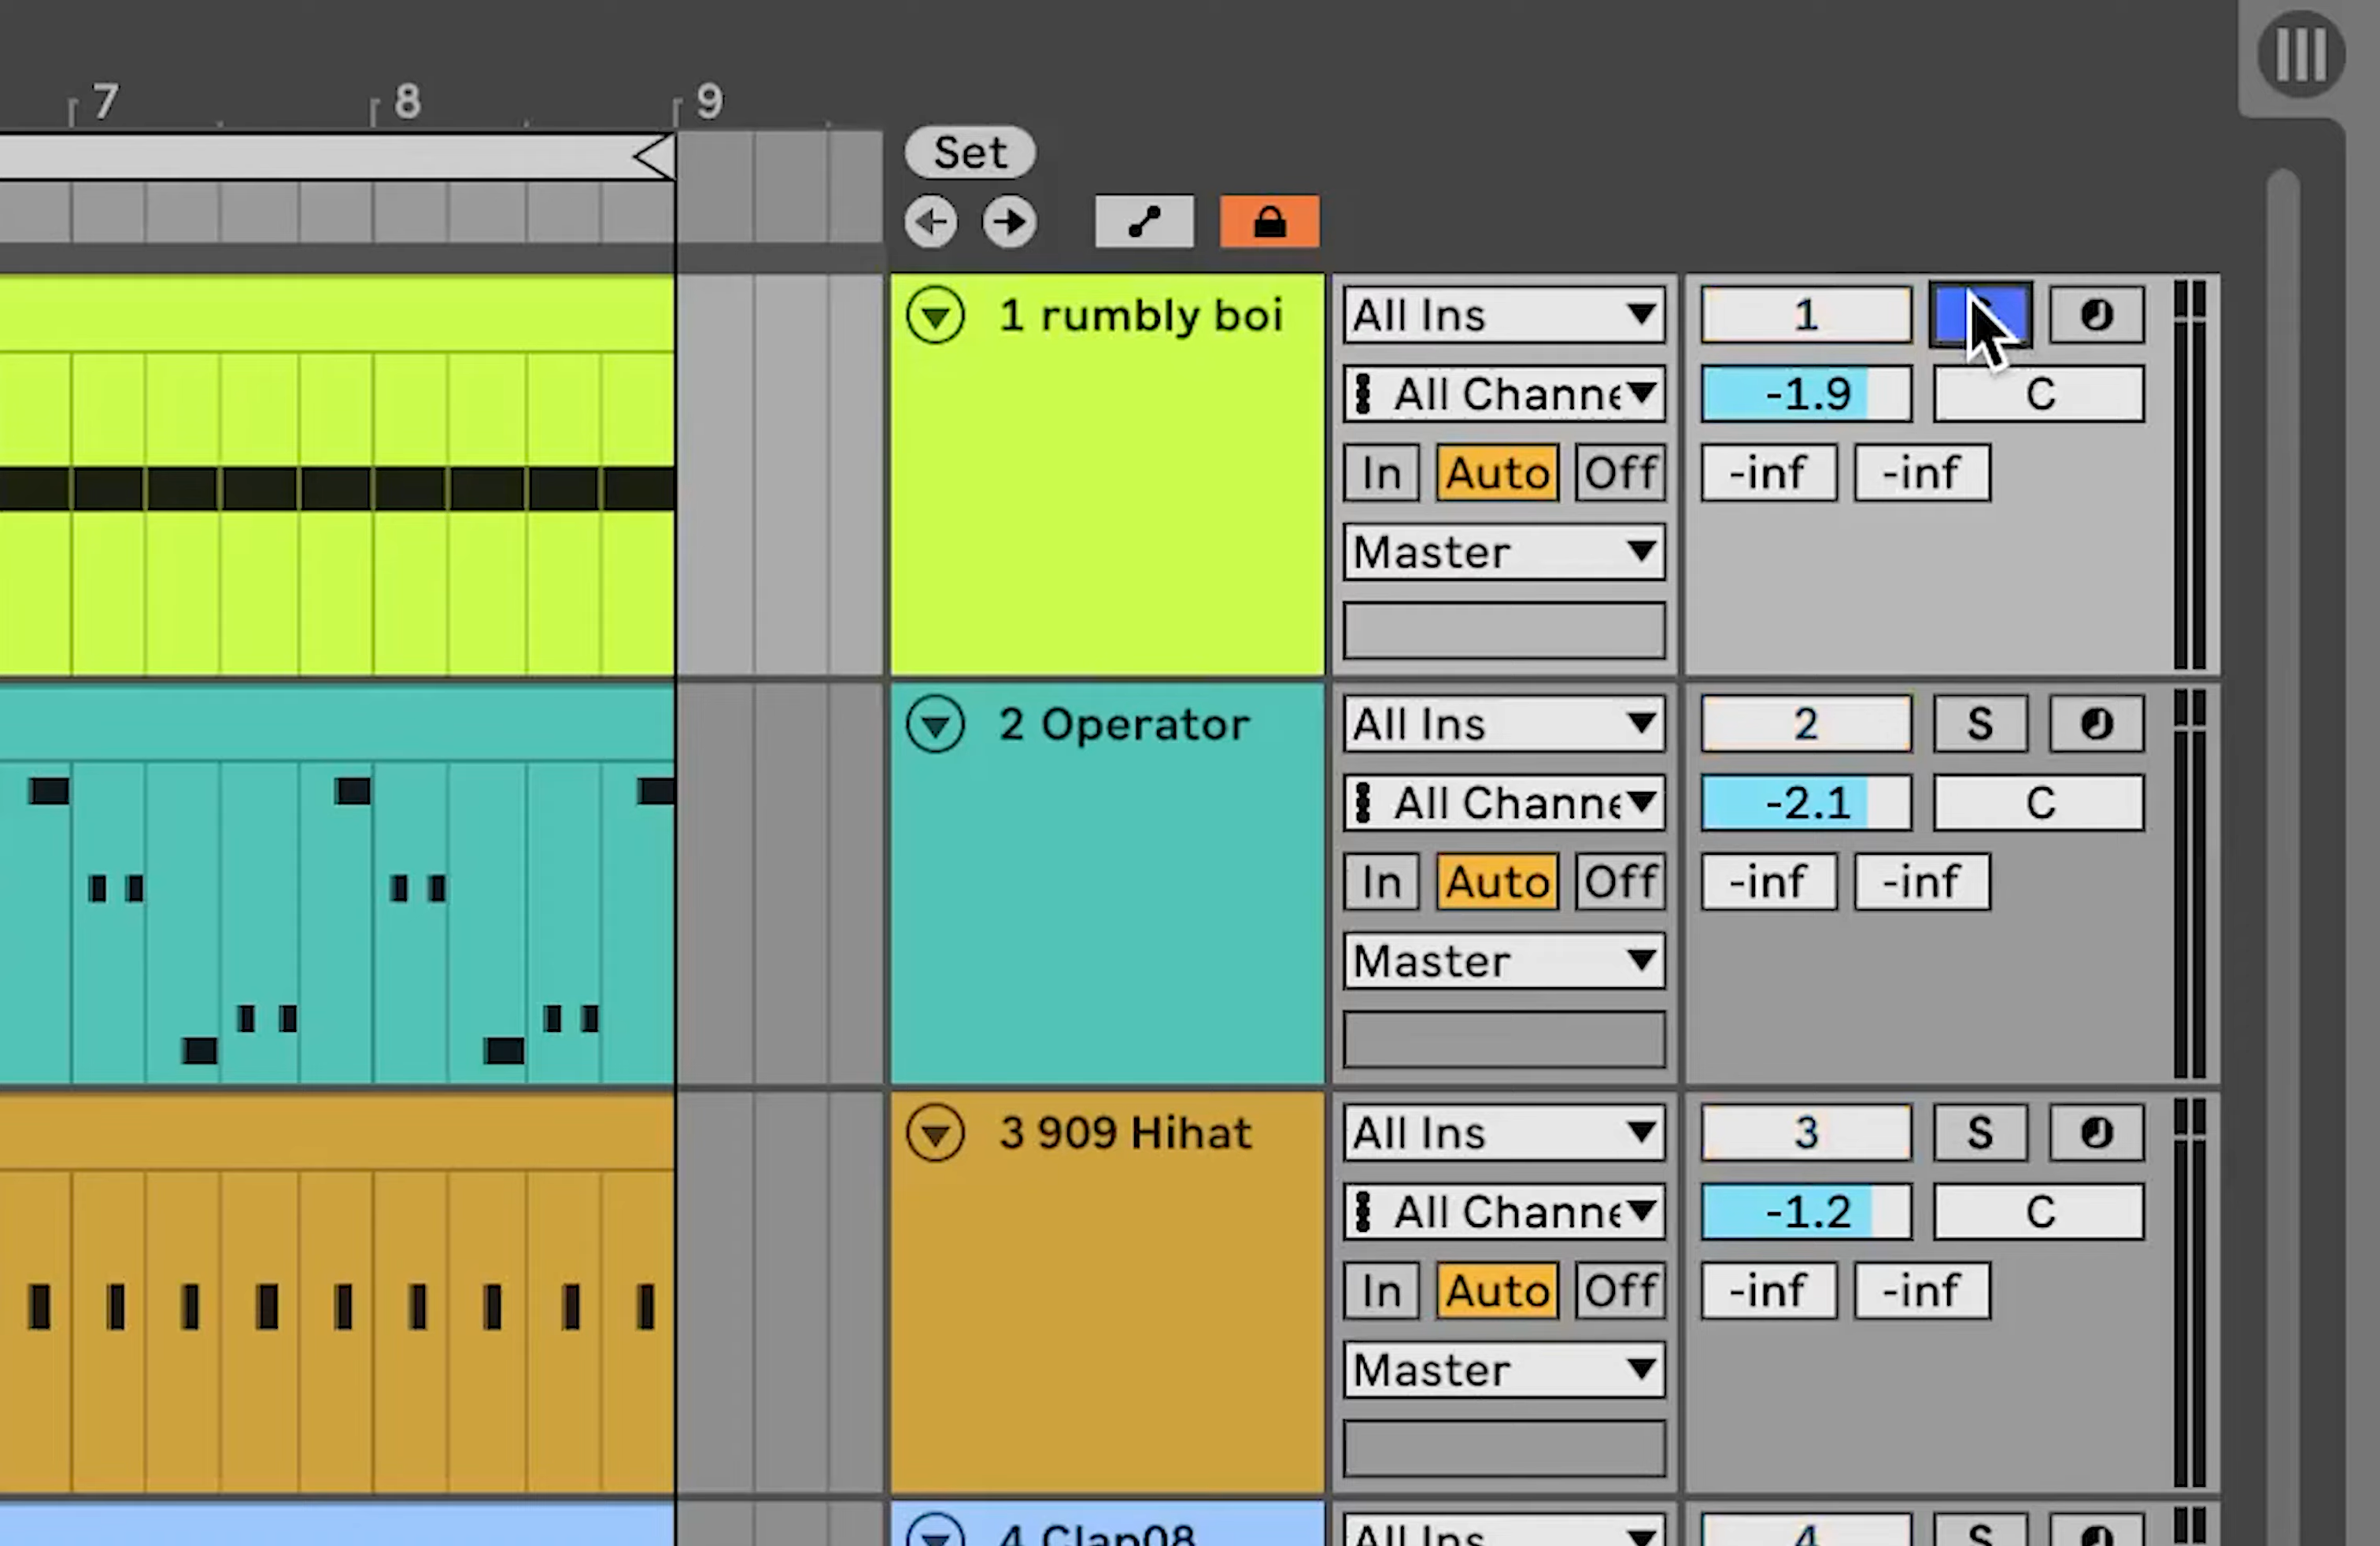 7 8 9
Set
1 rumbly boi All Ins 1
All Channe -1.9 C
In Auto Off -inf -inf
Master
2 Operator All Ins 2 S
All Channe -2.1 C
In Auto Off -inf -inf
Master
3 909 Hihat All Ins 3 S
All Channe -1.2 C
In Auto Off -inf -inf
Master
4 Clap08 All Ins 4 S